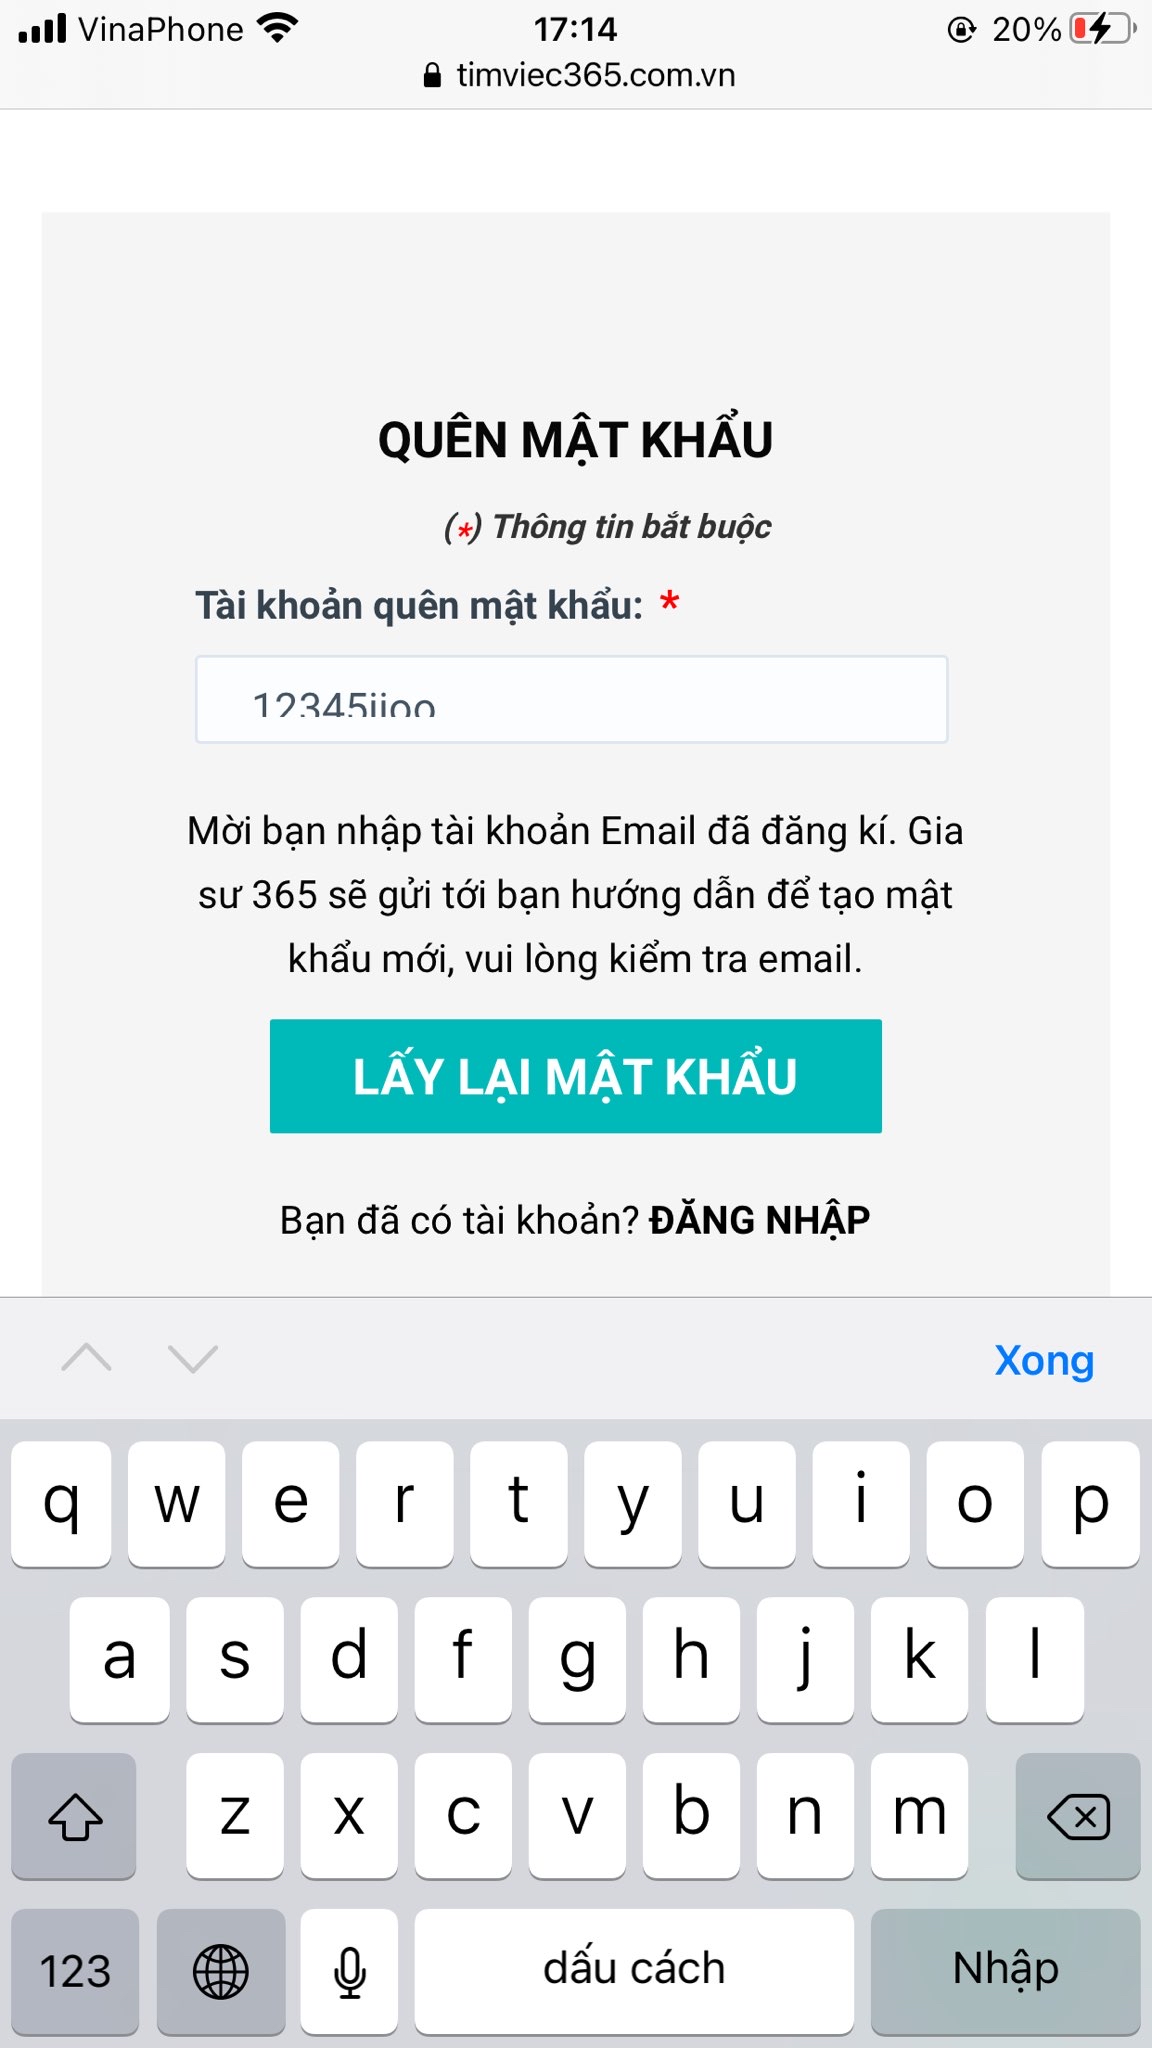 VinaPhone 17:14 20%
timviec365.com.vn
QUÊN MẬT KHẨU
(*) Thông tin bắt buộc
Tài khoản quên mật khẩu: *
Mời bạn nhập tài khoản Email đã đăng kí. Gia
sư 365 sẽ gửi tới bạn hướng dẫn để tạo mật
khẩu mới, vui lòng kiểm tra email.
LẤY LẠI MẬT KHẨU
Bạn đã có tài khoản? ĐĂNG NHẬP
Xong
q w e r t y u i o p
a s d f g h j k l
z x c v b n m
123 dấu cách Nhập